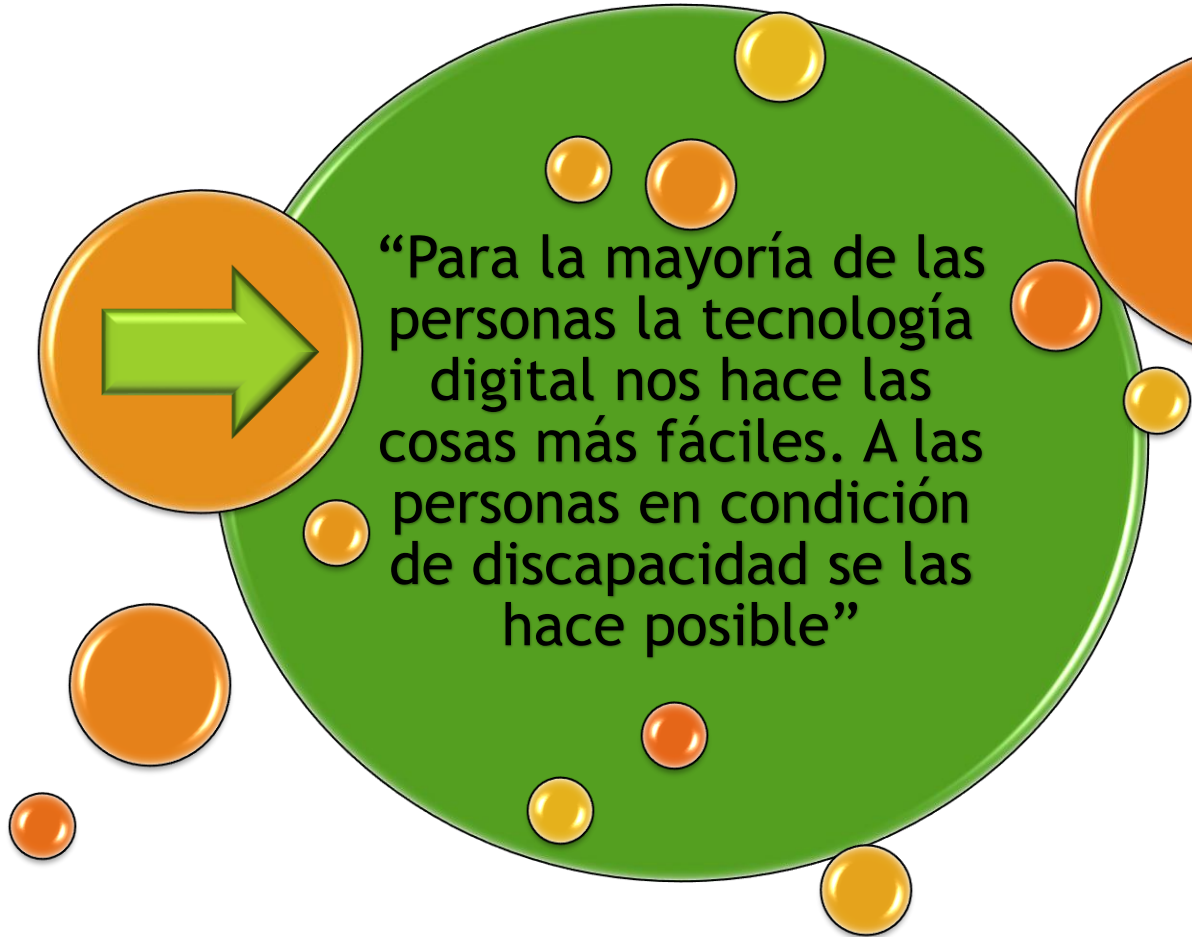 “Para la mayoría de las
personas la tecnología
digital nos hace las
cosas más fáciles. A las
personas en condición
de discapacidad se las
hace posible”